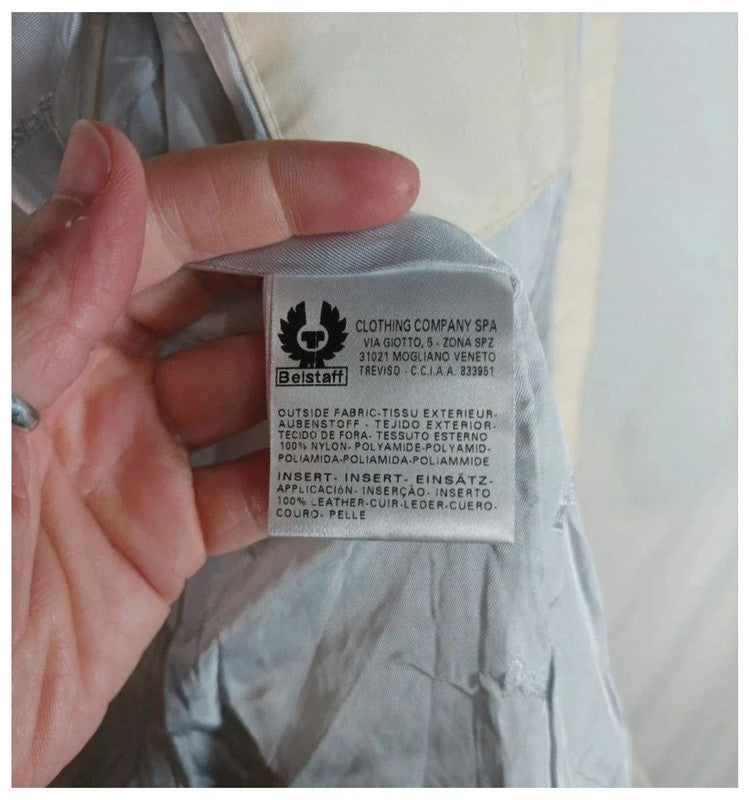 CLOTHING COMPANY SPA
VIA GIOTTO, 5 - ZONA SPZ
31021 MOGLIANO VENETO
TREVISO - C.C.I.A.A. 833951
Belstaff
OUTSIDE FABRIC-TISSU EXTERIEUR-
AUBENSTOFF - TEJIDO EXTERIOR-
TECIDO DE FORA- TESSUTO ESTERNO
100% NYLON- POLYAMIDE-POLYAMID-
POLIAMIDA-POLIAMIDA-POLIAMMIDE
INSERT- INSERT- EINSÄTZ-
APPLICACIÓN- INSERÇAO- INSERTO
100% LEATHER-CUIR-LEDER-CUERO-
COURO- PELLE